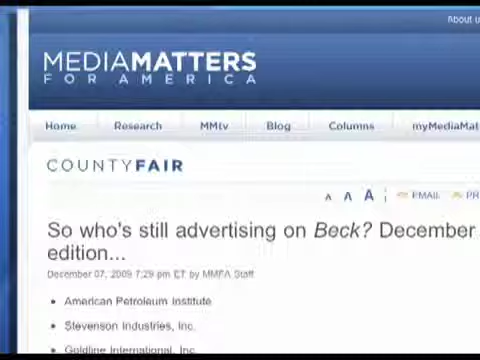 About u
MEDIAMATTERS
FOR AMERICA
Home Research MMtv Blog Columns myMediaMat
COUNTYFAIR
A A A EMAIL PR
So who's still advertising on Beck? December
edition...
December 07, 2009 7:29 pm ET by MMFA Staff
• American Petroleum Institute
• Stevenson Industries, Inc.
• Goldline International, Inc.